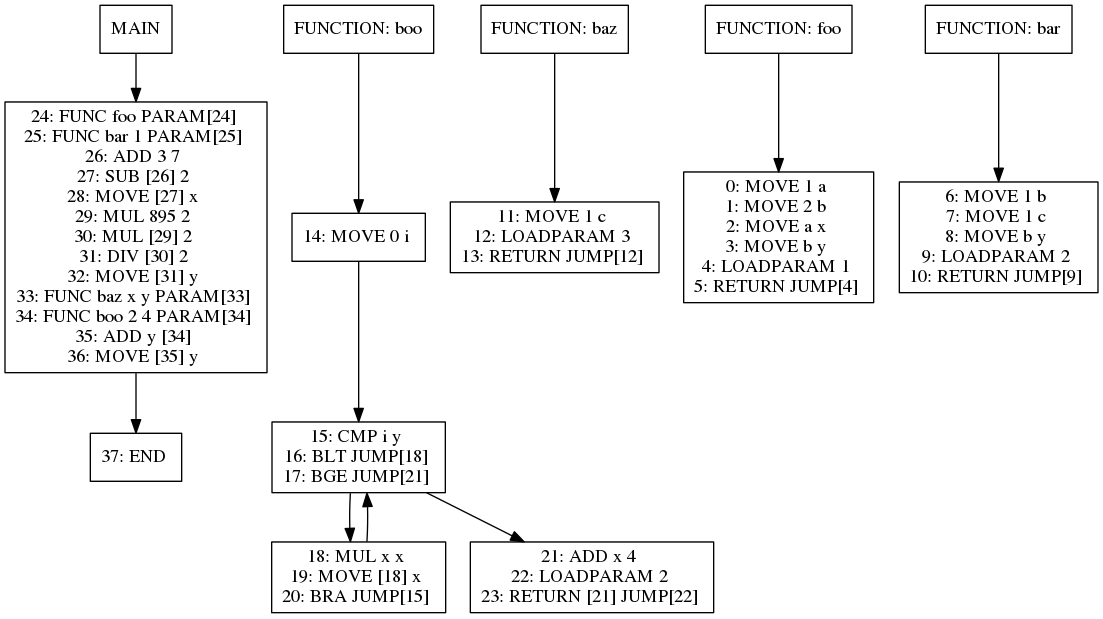 MAIN
FUNCTION: boo
FUNCTION: baz
FUNCTION: foo
FUNCTION: bar
24: FUNC foo PARAM[24]
25: FUNC bar 1 PARAM[25]
26: ADD 3 7
27: SUB [26] 2
28: MOVE [27] x
29: MUL 895 2
30: MUL [29] 2
31: DIV [30] 2
32: MOVE [31] y
33: FUNC baz x y PARAM[33]
34: FUNC boo 2 4 PARAM[34]
35: ADD y [34]
36: MOVE [35] y
14: MOVE 0 i
11: MOVE 1 c
12: LOADPARAM 3
13: RETURN JUMP[12]
0: MOVE 1 a
1: MOVE 2 b
2: MOVE a x
3: MOVE b y
4: LOADPARAM 1
5: RETURN JUMP[4]
6: MOVE 1 b
7: MOVE 1 c
8: MOVE b y
9: LOADPARAM 2
10: RETURN JUMP[9]
37: END
15: CMP i y
16: BLT JUMP[18]
17: BGE JUMP[21]
18: MUL x x
19: MOVE [18] x
20: BRA JUMP[15]
21: ADD x 4
22: LOADPARAM 2
23: RETURN [21] JUMP[22]